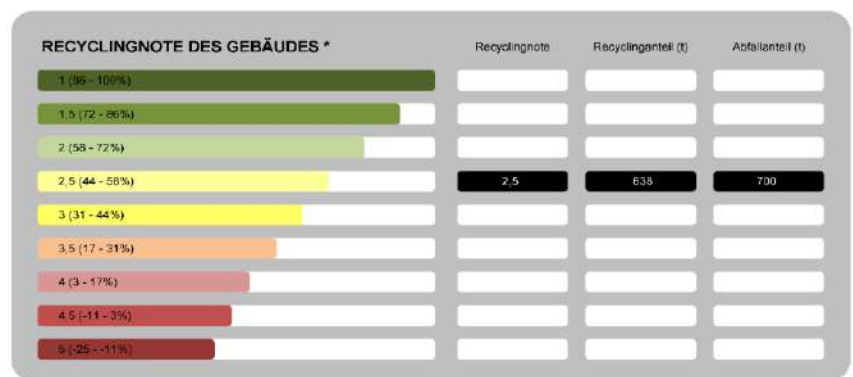 RECYCLINGNOTE DES GEBÄUDES * Recyclingnote Recyclinganteil (t) Abfallanteil (t)
1 (86 - 100%)
1,5 (72 - 86%)
2 (58 - 72%)
2,5 (44 - 58%) 2,5 638 700
3 (31 - 44%)
3,5 (17 - 31%)
4 (3 - 17%)
4,5 (-11 - 3%)
5 (-25 - -11%)